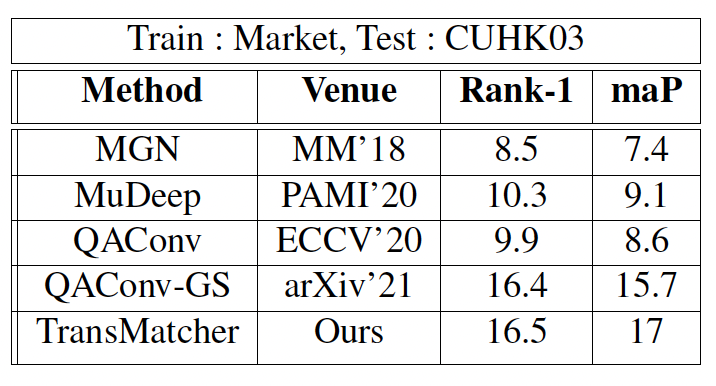 Train : Market, Test : CUHK03
Method Venue Rank-1 maP
MGN MM’18 8.5 7.4
MuDeep PAMI’20 10.3 9.1
QAConv ECCV’20 9.9 8.6
QAConv-GS arXiv’21 16.4 15.7
TransMatcher Ours 16.5 17